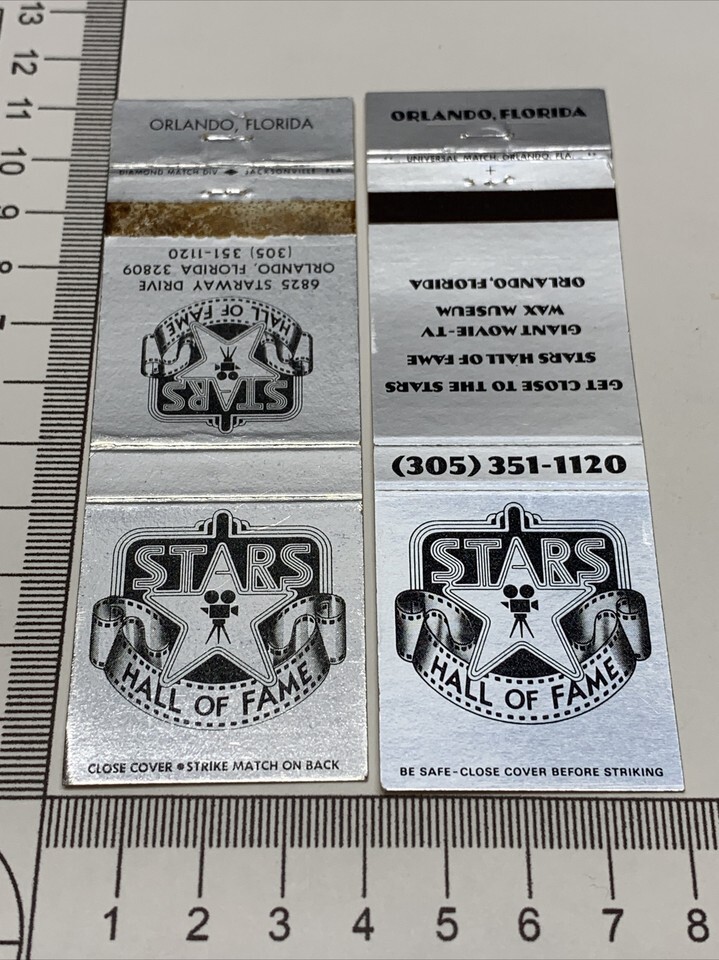 ORLANDO, FLORIDA
DIAMOND MATCH DIV. ◆ JACKSONVILLE FLA.
6825 STARWAY DRIVE
ORLANDO, FLORIDA 32809
(305) 351-1120
STARS
HALL OF FAME
STARS
HALL OF FAME
CLOSE COVER • STRIKE MATCH ON BACK
ORLANDO, FLORIDA
UNIVERSAL MATCH, ORLANDO, FLA.
GET CLOSE TO THE STARS
STARS HALL OF FAME
GIANT MOVIE-TV
WAX MUSEUM
ORLANDO, FLORIDA
(305) 351-1120
STARS
HALL OF FAME
BE SAFE-CLOSE COVER BEFORE STRIKING
13
12
11
10
9
8
7
1 2 3 4 5 6 7 8